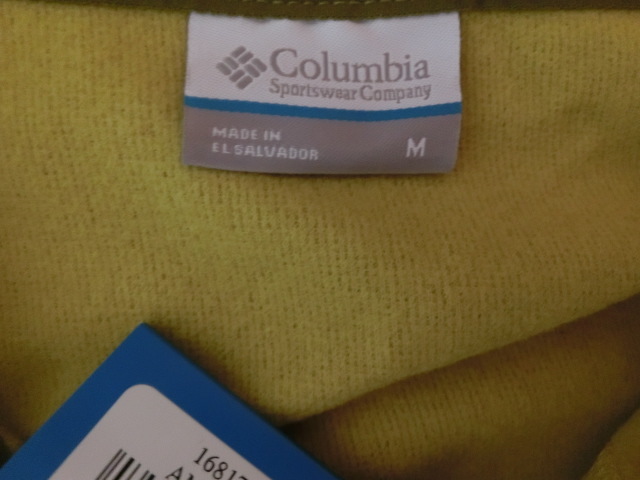 Columbia
Sportswear Company
MADE IN
EL SALVADOR
M